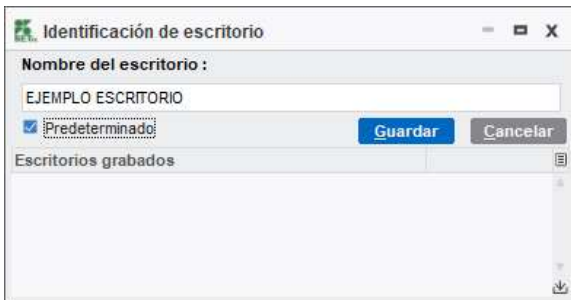 Identificación de escritorio
Nombre del escritorio :
EJEMPLO ESCRITORIO
Predeterminado
Guardar Cancelar
Escritorios grabados